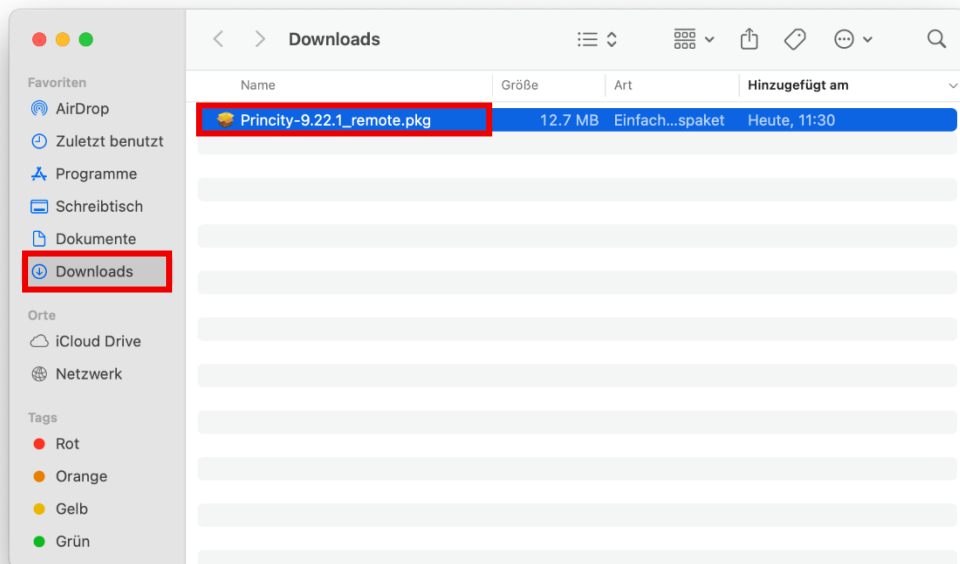 Downloads
Favoriten
AirDrop
Zuletzt benutzt
Programme
Schreibtisch
Dokumente
Downloads
Orte
iCloud Drive
Netzwerk
Tags
Rot
Orange
Gelb
Grün
Name Größe Art Hinzugefügt am
Princity-9.22.1_remote.pkg 12.7 MB Einfach...spaket Heute, 11:30